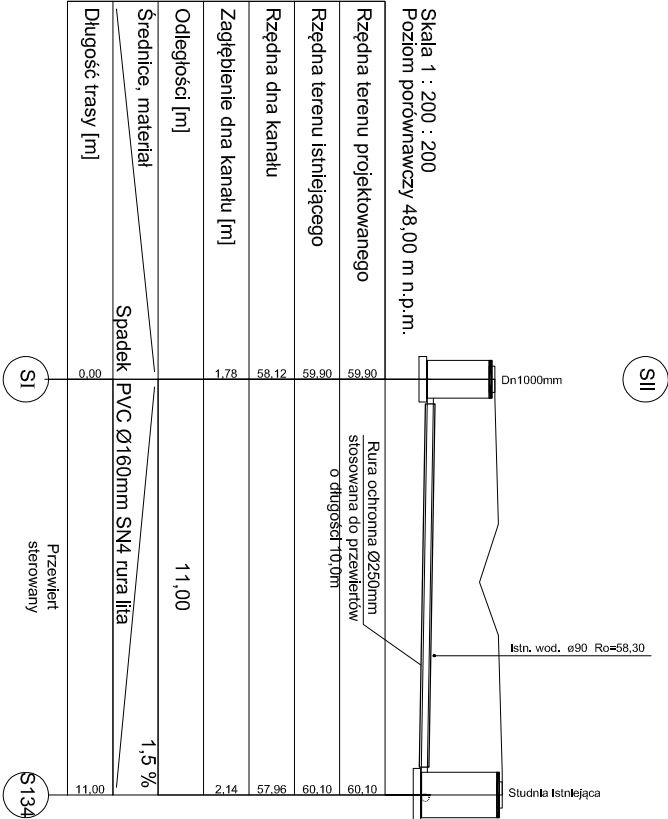 SII
Skala 1 : 200 : 200
Poziom porównawczy 48,00 m n.p.m.
Dn1000mm
Istn. wod. ø90 Ro=58,30
Studnia Istniejąca
Rura ochronna Ø250mm
stosowana do przewiertów
o długości 10,0m
Rzędna terenu projektowanego 59,90 60,10
Rzędna terenu istniejącego 59,90 60,10
Rzędna dna kanału 58,12 57,96
Zagłębienie dna kanału [m] 1,78 2,14
Odległości [m] 11,00
Średnice, materiał Spadek PVC Ø160mm SN4 rura lita 1,5 %
Długość trasy [m] 0,00 11,00
Przewiert
sterowany
SI
S134